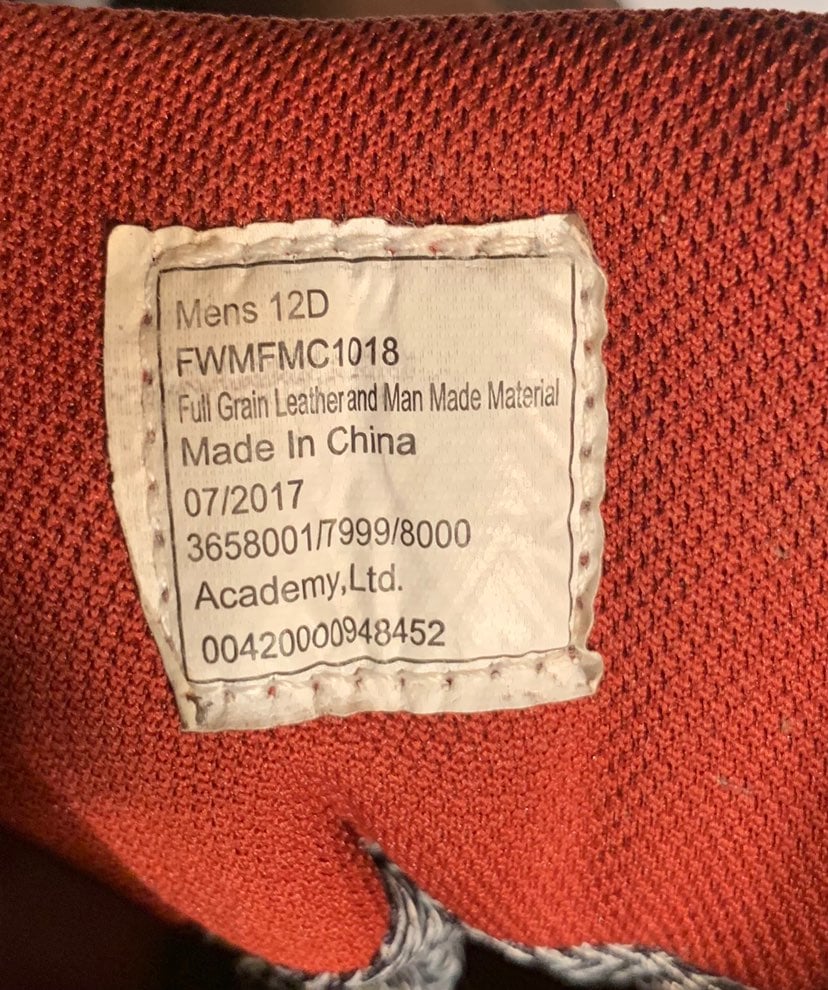 Mens 12D
FWMFMC1018
Full Grain Leather and Man Made Material
Made In China
07/2017
3658001/7999/8000
Academy,Ltd.
00420000948452